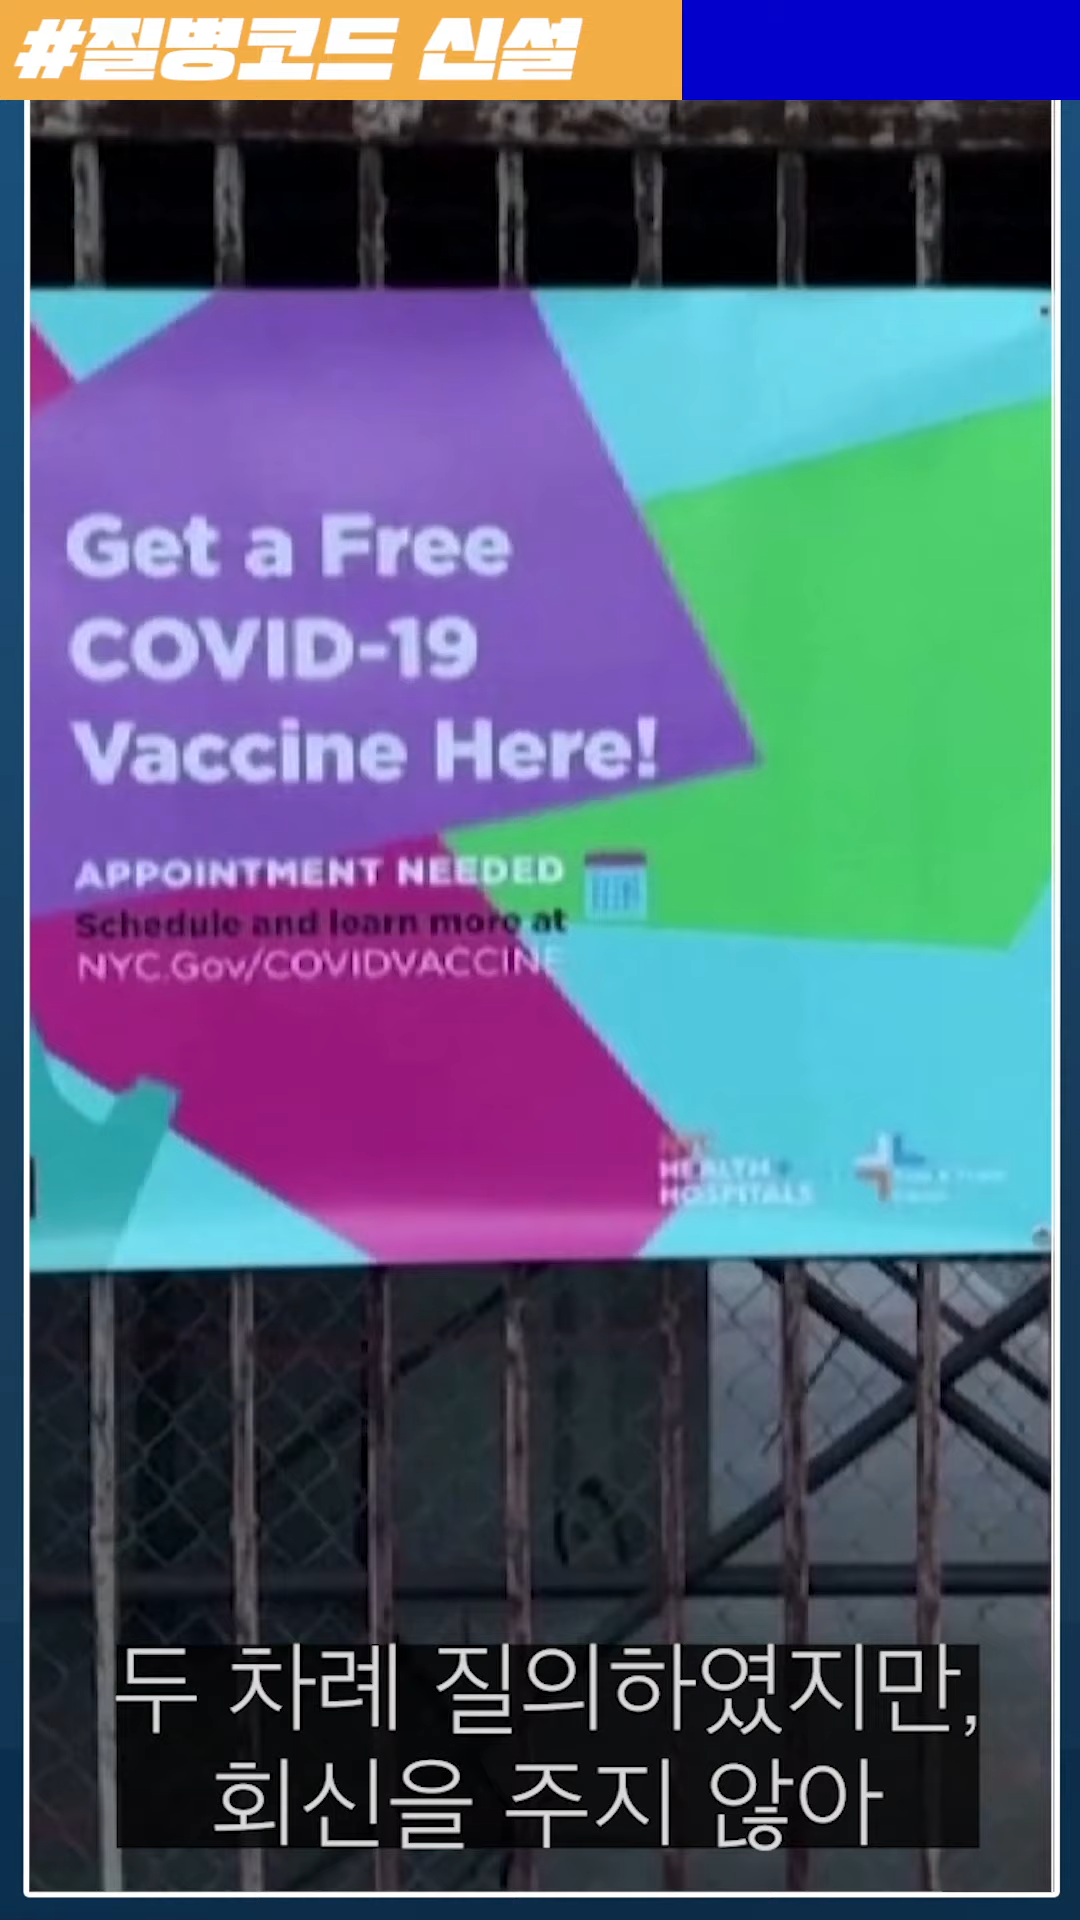 #질병코드 신설
Get a Free
COVID-19
Vaccine Here!
APPOINTMENT NEEDED
Schedule and learn more at
NYC.Gov/COVIDVACCINE
NYC
HEALTH+
HOSPITALS
두 차례 질의하였지만,
회신을 주지 않아